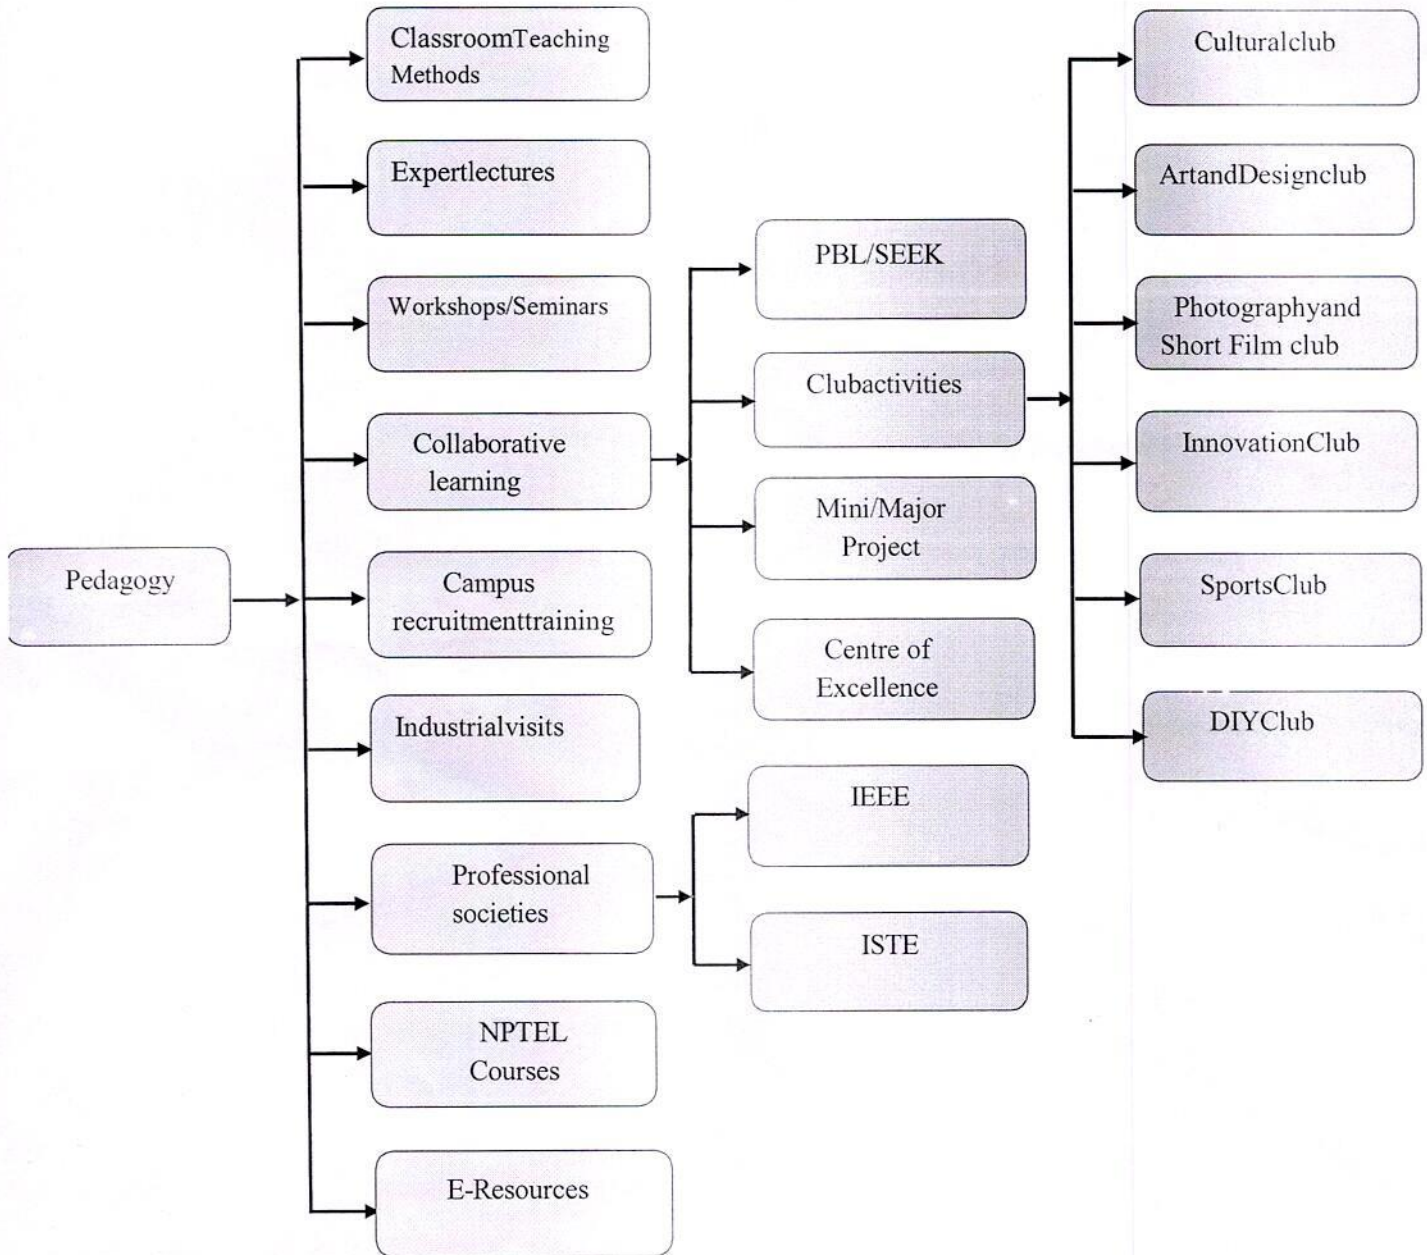 ClassroomTeaching
Methods
Expertlectures
Workshops/Seminars
Collaborative
learning
Campus
recruitmenttraining
Industrialvisits
Professional
societies
NPTEL
Courses
E-Resources
Pedagogy
PBL/SEEK
Clubactivities
Mini/Major
Project
Centre of
Excellence
IEEE
ISTE
Culturalclub
ArtandDesignclub
Photographyand
Short Film club
InnovationClub
SportsClub
DIYClub